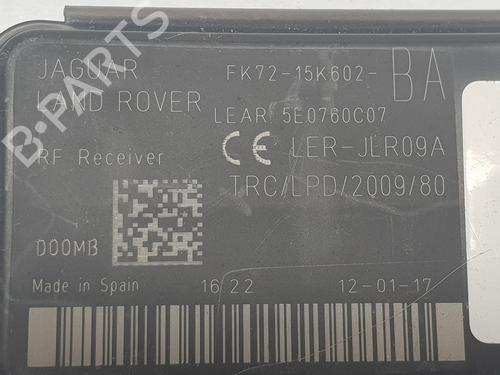 JAGUAR FK72-15K602- BA
LAND ROVER LEAR 5E0760C07
RF Receiver CE LER-JLR09A
TRC/LPD/2009/80
D00MB
Made in Spain 16:22 12-01-17
B-PARTS